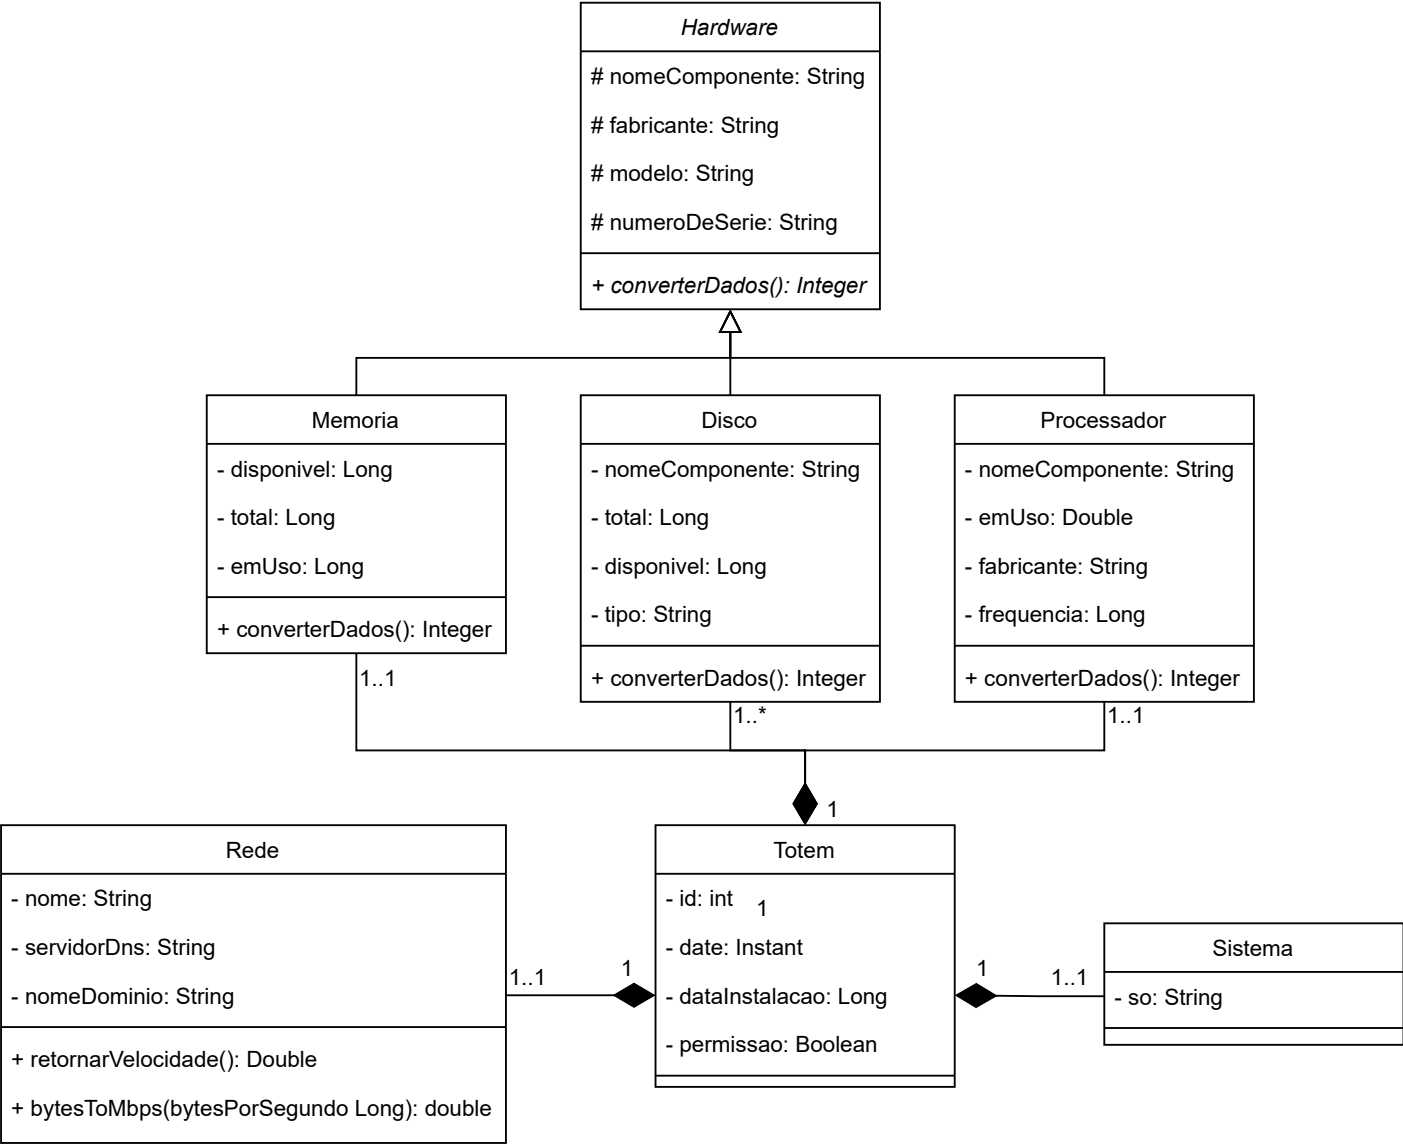 Hardware
# nomeComponente: String
# fabricante: String
# modelo: String
# numeroDeSerie: String
+ converterDados(): Integer
Memoria
- disponivel: Long
- total: Long
- emUso: Long
+ converterDados(): Integer
1..1
Disco
- nomeComponente: String
- total: Long
- disponivel: Long
- tipo: String
+ converterDados(): Integer
1..*
Processador
- nomeComponente: String
- emUso: Double
- fabricante: String
- frequencia: Long
+ converterDados(): Integer
1..1
1
Rede
- nome: String
- servidorDns: String
- nomeDominio: String
+ retornarVelocidade(): Double
+ bytesToMbps(bytesPorSegundo Long): double
1..1
1
Totem
- id: int
1
- date: Instant
- dataInstalacao: Long
- permissao: Boolean
1
1..1
Sistema
- so: String